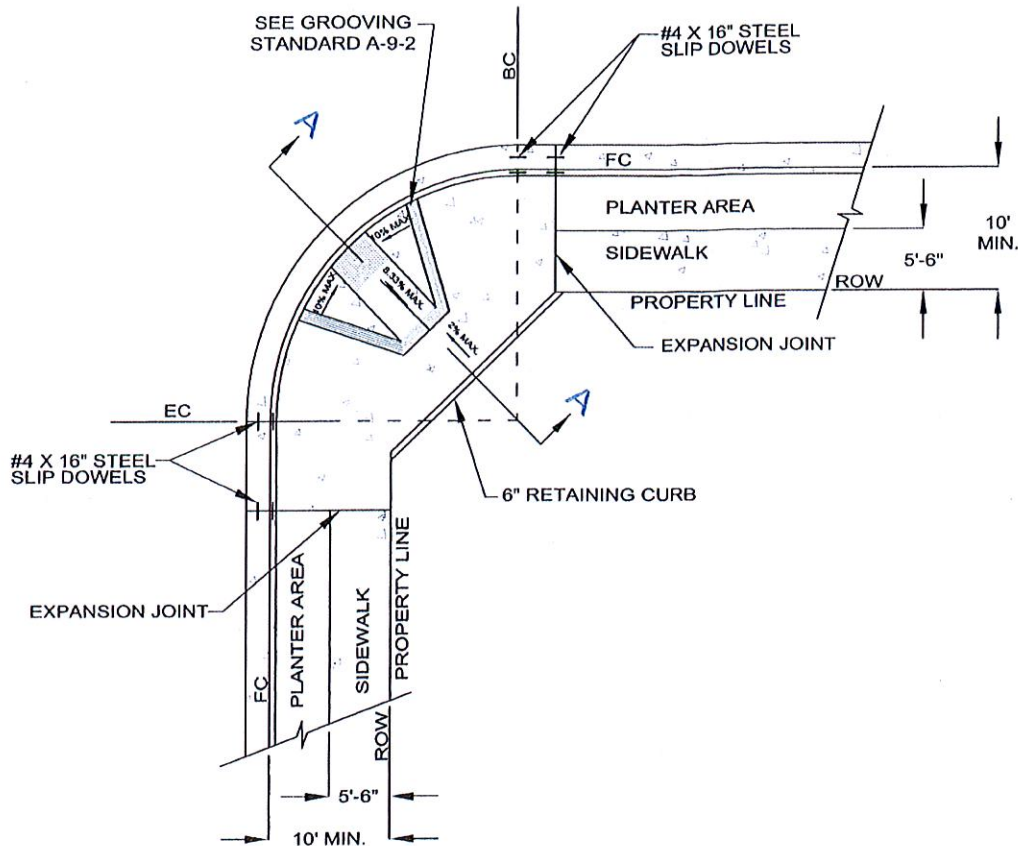 SEE GROOVING
STANDARD A-9-2
#4 X 16" STEEL
SLIP DOWELS
BC
A
FC
10% MAX.
PLANTER AREA
10'
MIN.
SIDEWALK
5'-6"
8.33% MAX.
10% MAX.
ROW
PROPERTY LINE
2% MAX.
EXPANSION JOINT
A
EC
#4 X 16" STEEL
SLIP DOWELS
6" RETAINING CURB
EXPANSION JOINT
FC
PLANTER AREA
SIDEWALK
PROPERTY LINE
ROW
5'-6"
10' MIN.